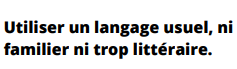 Utiliser un langage usuel, ni
familier ni trop littéraire.